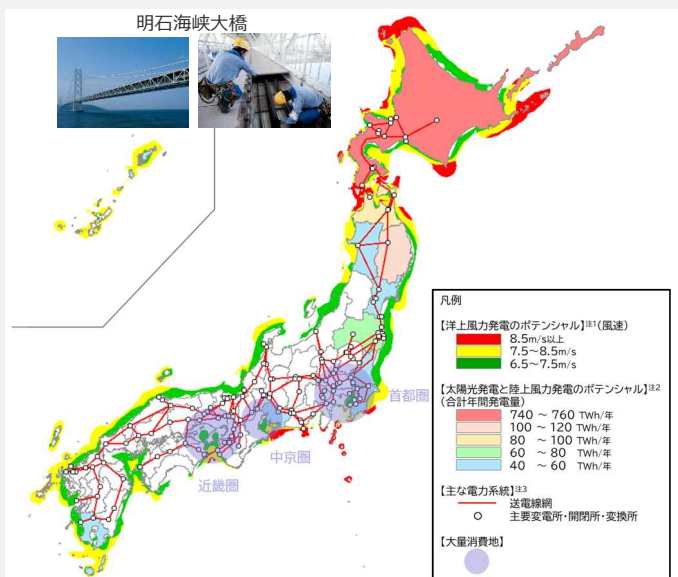 明石海峡大橋
首都圏
中京圏
近畿圏
凡例
【洋上風力発電のポテンシャル】注1(風速)
8.5m/s以上
7.5～8.5m/s
6.5～7.5m/s
【太陽光発電と陸上風力発電のポテンシャル】注2
(合計年間発電量)
740 ～ 760 TWh/年
100 ～ 120 TWh/年
80 ～ 100 TWh/年
60 ～ 80 TWh/年
40 ～ 60 TWh/年
【主な電力系統】注3
送電線網
主要変電所・開閉所・変換所
【大量消費地】